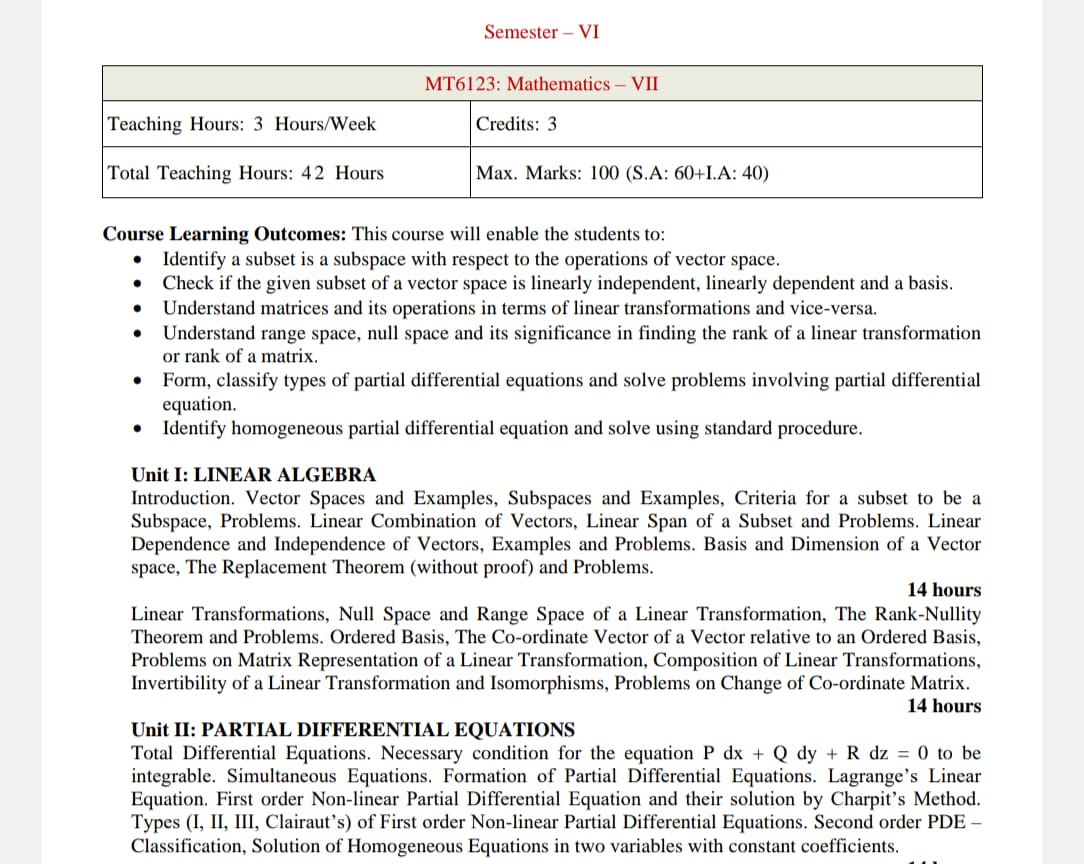 Semester – VI
MT6123: Mathematics – VII
Teaching Hours: 3 Hours/Week
Credits: 3
Total Teaching Hours: 42 Hours
Max. Marks: 100 (S.A: 60+I.A: 40)
Course Learning Outcomes: This course will enable the students to:
• Identify a subset is a subspace with respect to the operations of vector space.
• Check if the given subset of a vector space is linearly independent, linearly dependent and a basis.
• Understand matrices and its operations in terms of linear transformations and vice-versa.
• Understand range space, null space and its significance in finding the rank of a linear transformation
or rank of a matrix.
• Form, classify types of partial differential equations and solve problems involving partial differential
equation.
• Identify homogeneous partial differential equation and solve using standard procedure.
Unit I: LINEAR ALGEBRA
Introduction. Vector Spaces and Examples, Subspaces and Examples, Criteria for a subset to be a
Subspace, Problems. Linear Combination of Vectors, Linear Span of a Subset and Problems. Linear
Dependence and Independence of Vectors, Examples and Problems. Basis and Dimension of a Vector
space, The Replacement Theorem (without proof) and Problems.
14 hours
Linear Transformations, Null Space and Range Space of a Linear Transformation, The Rank-Nullity
Theorem and Problems. Ordered Basis, The Co-ordinate Vector of a Vector relative to an Ordered Basis,
Problems on Matrix Representation of a Linear Transformation, Composition of Linear Transformations,
Invertibility of a Linear Transformation and Isomorphisms, Problems on Change of Co-ordinate Matrix.
14 hours
Unit II: PARTIAL DIFFERENTIAL EQUATIONS
Total Differential Equations. Necessary condition for the equation P dx + Q dy + R dz = 0 to be
integrable. Simultaneous Equations. Formation of Partial Differential Equations. Lagrange's Linear
Equation. First order Non-linear Partial Differential Equation and their solution by Charpit's Method.
Types (I, II, III, Clairaut's) of First order Non-linear Partial Differential Equations. Second order PDE –
Classification, Solution of Homogeneous Equations in two variables with constant coefficients.